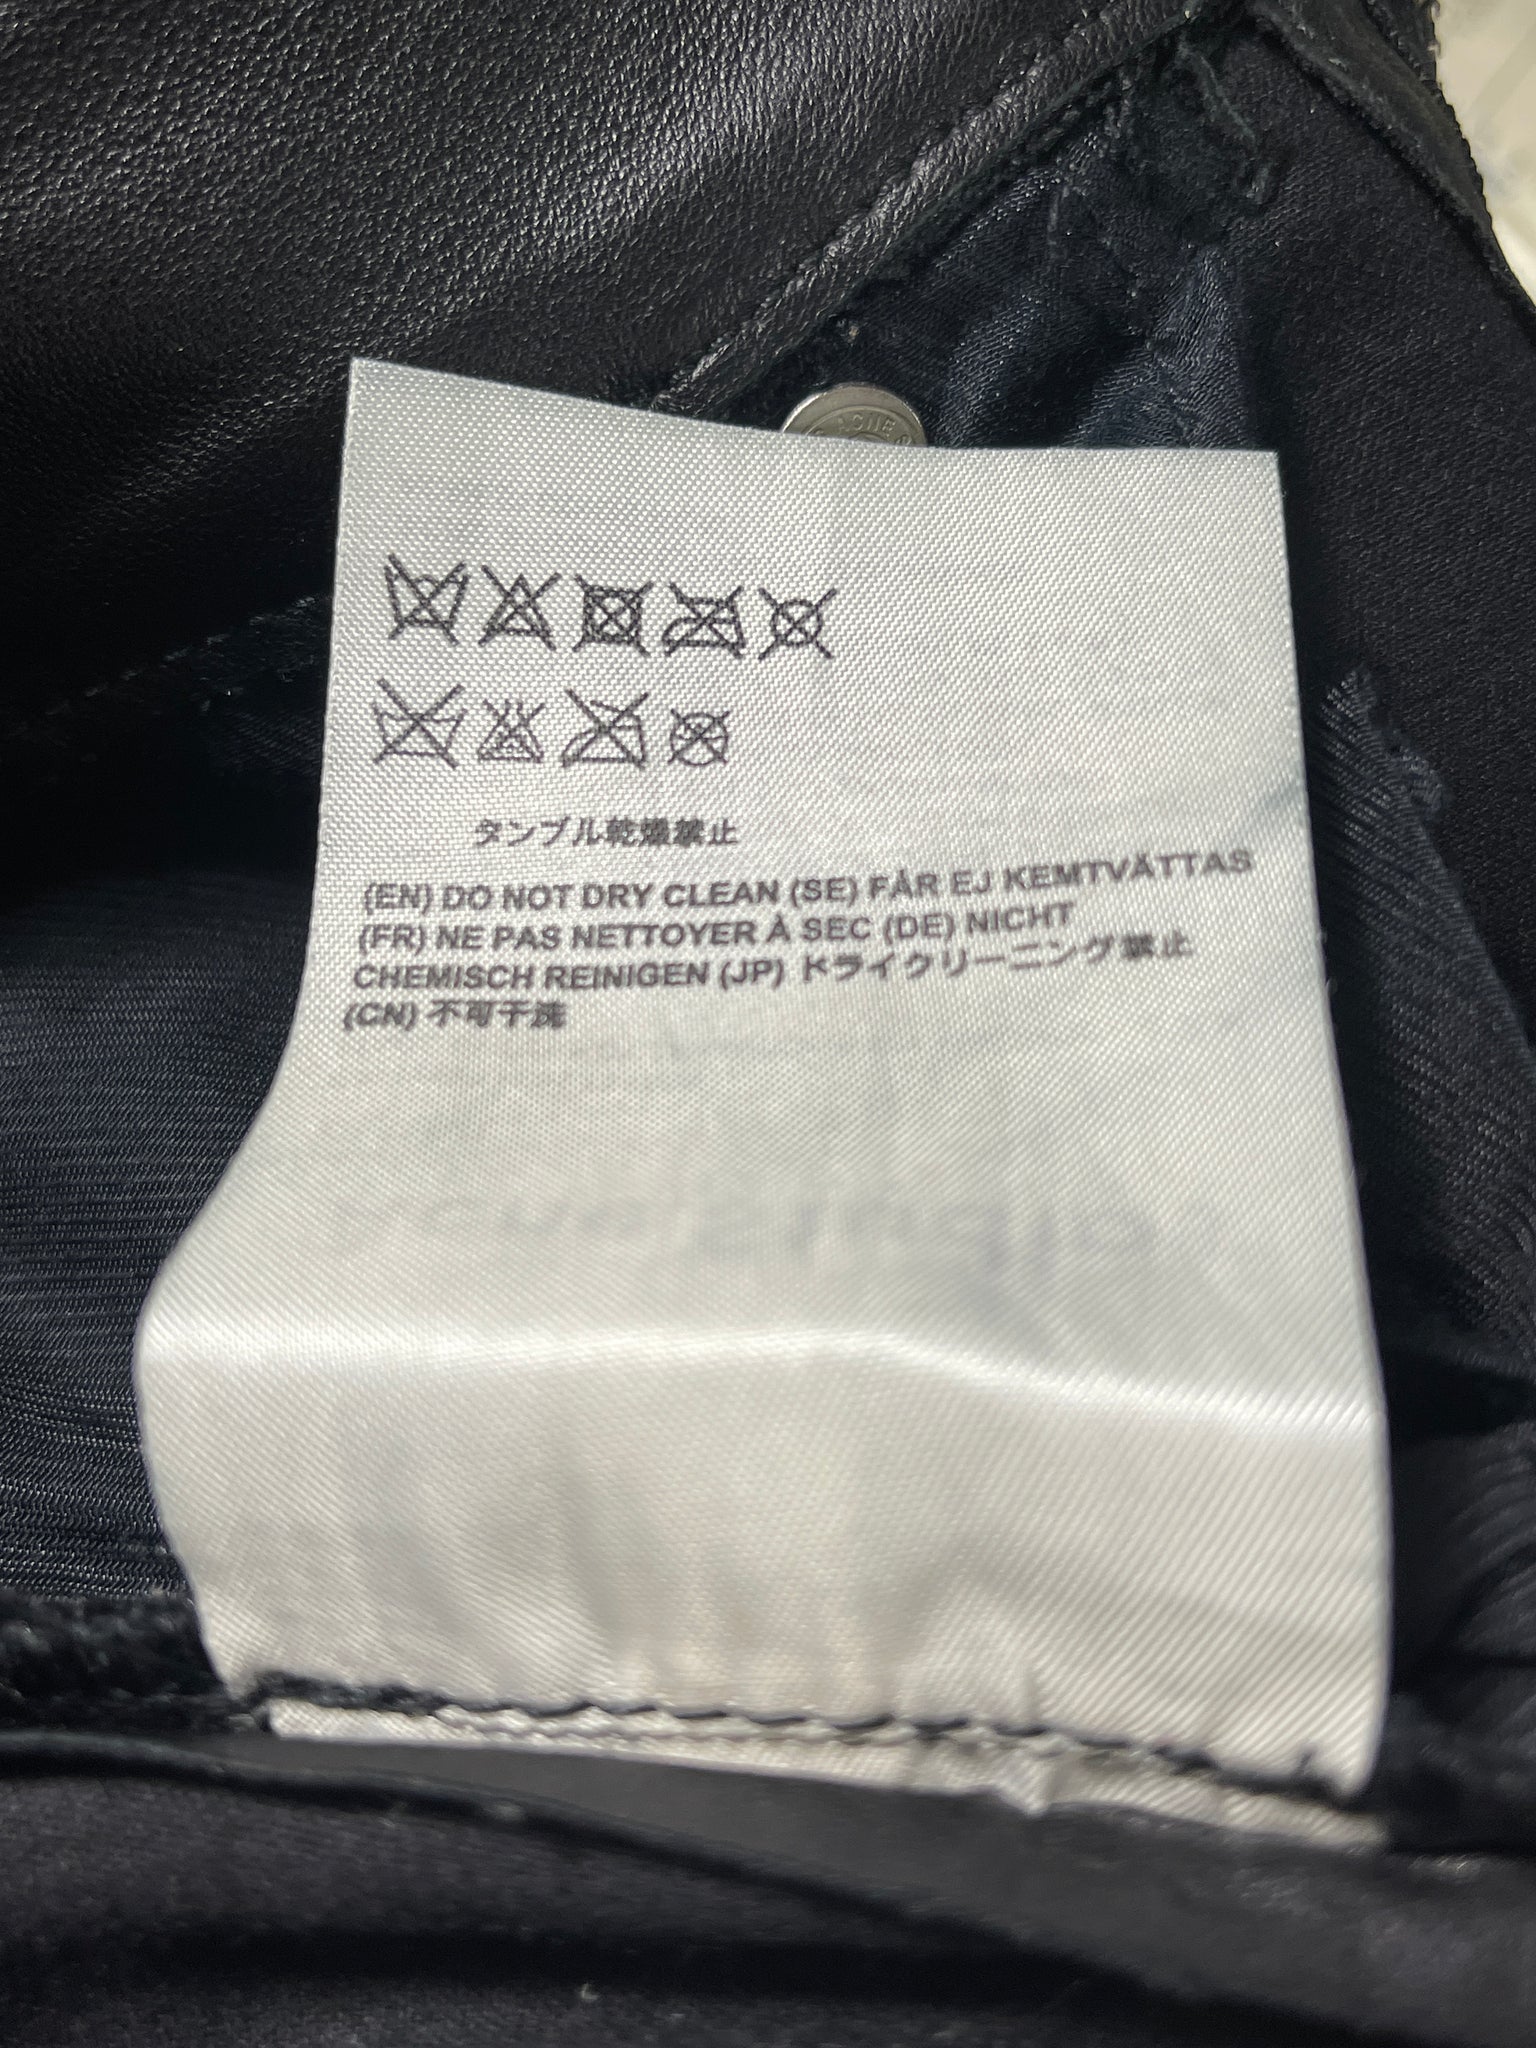 ACNE S
タンブル乾燥禁止
(EN) DO NOT DRY CLEAN (SE) FÅR EJ KEMTVÄTTAS
(FR) NE PAS NETTOYER À SEC (DE) NICHT
CHEMISCH REINIGEN (JP) ドライクリーニング禁止
(CN) 不可干洗